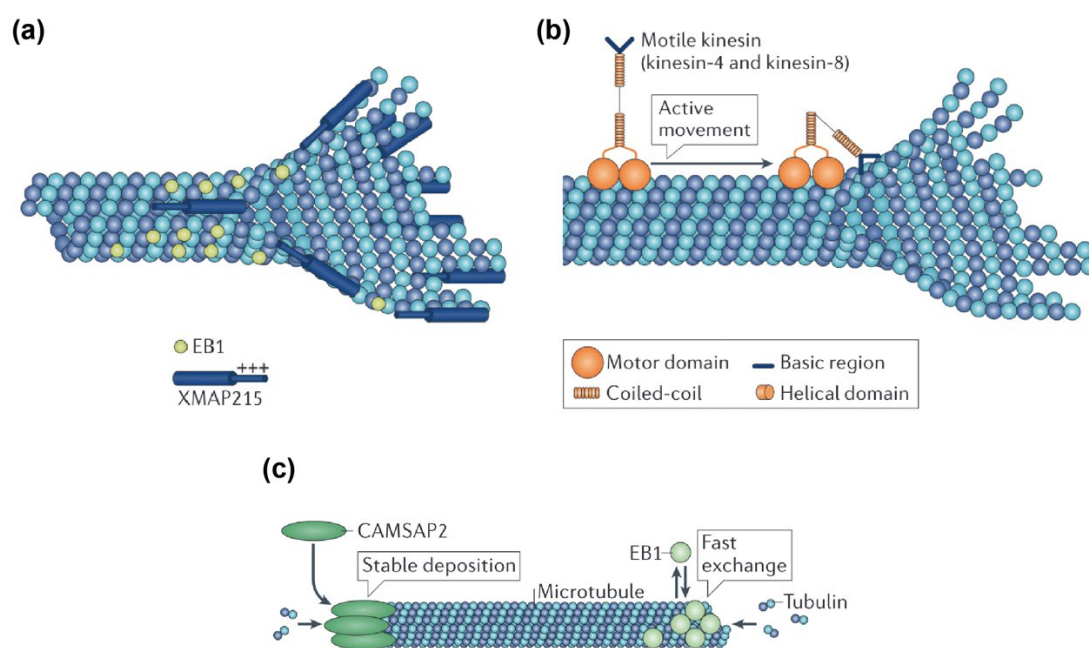 (a)
EB1
+++
XMAP215
(b)
Motile kinesin
(kinesin-4 and kinesin-8)
Active
movement
Motor domain
Basic region
Coiled-coil
Helical domain
(c)
CAMSAP2
Stable deposition
Microtubule
EB1
Fast
exchange
Tubulin